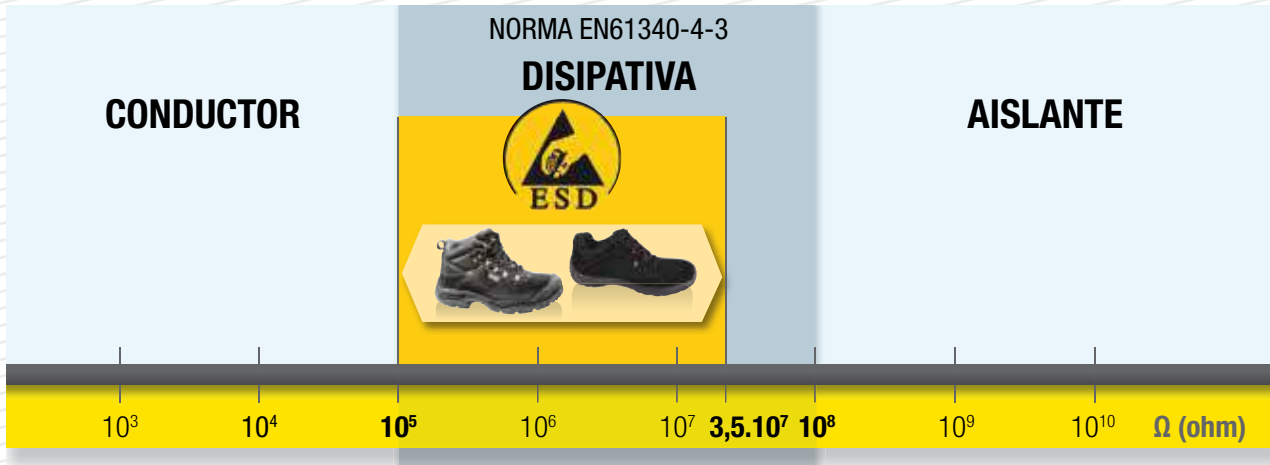 NORMA EN61340-4-3
DISIPATIVA
CONDUCTOR
AISLANTE
ESD
10³ 10⁴ 10⁵ 10⁶ 10⁷ 3,5.10⁷ 10⁸ 10⁹ 10¹⁰ Ω (ohm)